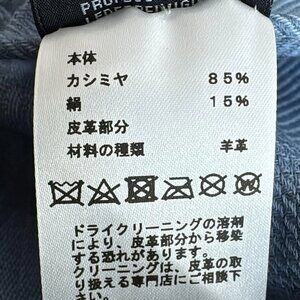 本体
カシミヤ 85%
絹 15%
皮革部分
材料の種類 羊革
ドライクリーニングの溶剤
により、皮革部分から移染
する恐れがあります。
クリーニングは、皮革の取
り扱える専門店にご相談
ください。